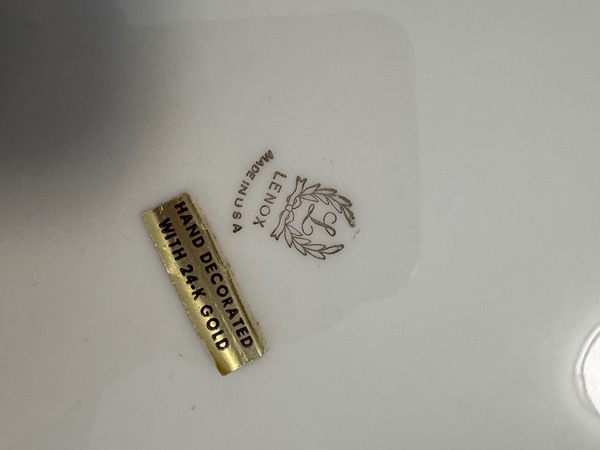 L
LENOX
MADE IN USA
HAND DECORATED
WITH 24-K GOLD